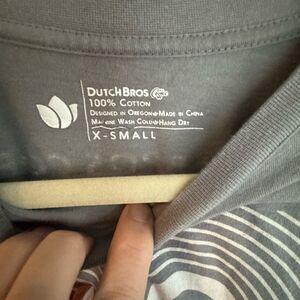 DUTCH BROS
100% COTTON
DESIGNED IN OREGON MADE IN CHINA
MACHINE WASH COLD HANG DRY
X-SMALL